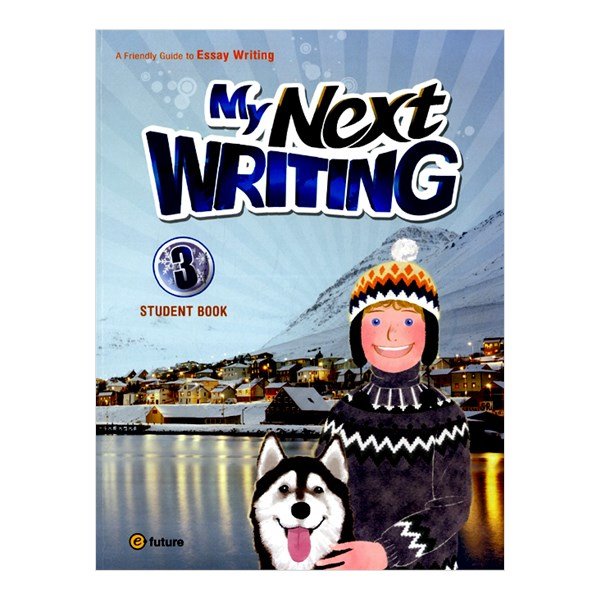 A Friendly Guide to Essay Writing
My Next
WRITING
3
STUDENT BOOK
e future